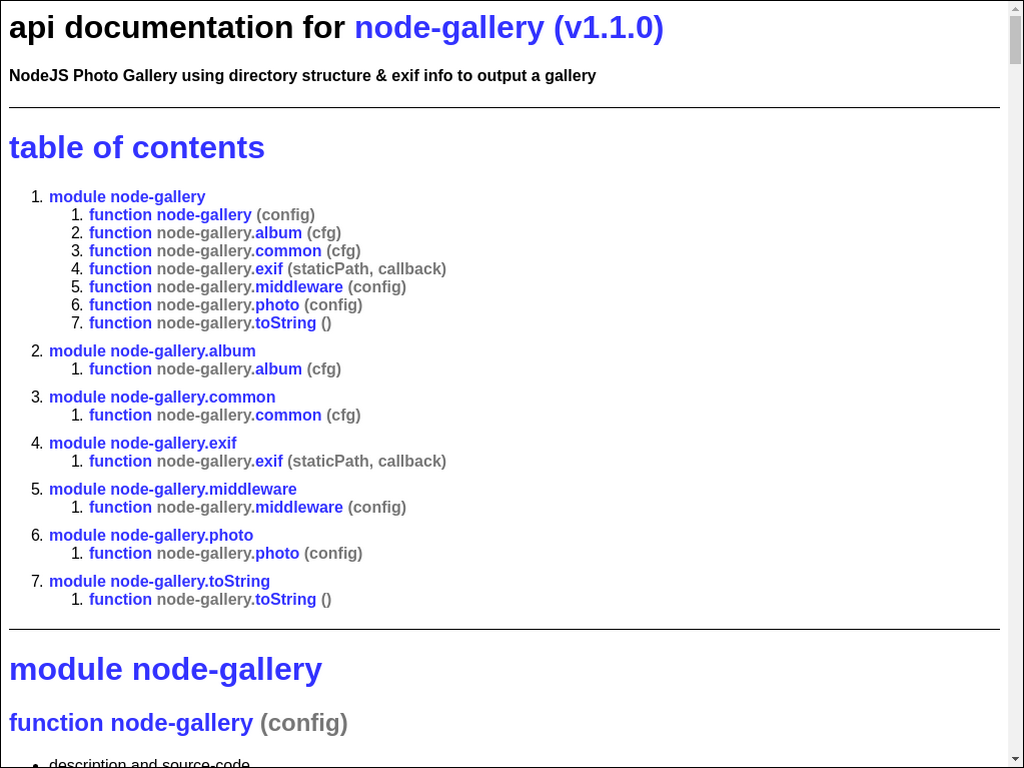 api documentation for node-gallery (v1.1.0)
NodeJS Photo Gallery using directory structure & exif info to output a gallery
table of contents
1. module node-gallery
1. function node-gallery (config)
2. function node-gallery.album (cfg)
3. function node-gallery.common (cfg)
4. function node-gallery.exif (staticPath, callback)
5. function node-gallery.middleware (config)
6. function node-gallery.photo (config)
7. function node-gallery.toString ()
2. module node-gallery.album
1. function node-gallery.album (cfg)
3. module node-gallery.common
1. function node-gallery.common (cfg)
4. module node-gallery.exif
1. function node-gallery.exif (staticPath, callback)
5. module node-gallery.middleware
1. function node-gallery.middleware (config)
6. module node-gallery.photo
1. function node-gallery.photo (config)
7. module node-gallery.toString
1. function node-gallery.toString ()
module node-gallery
function node-gallery (config)
• description and source-code